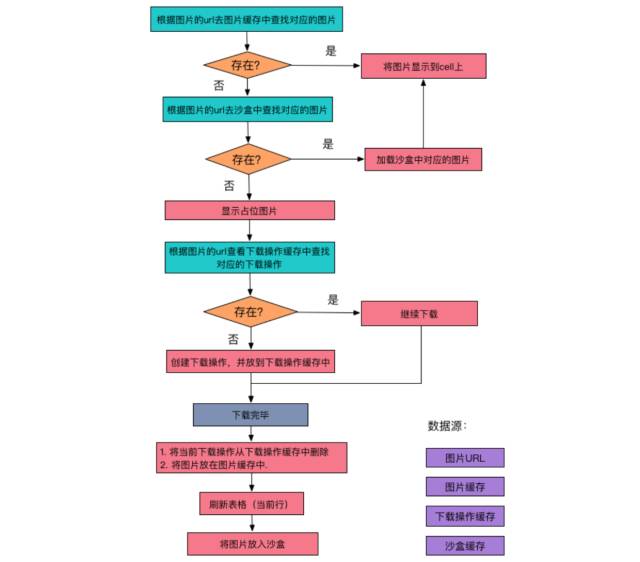 根据图片的url去图片缓存中查找对应的图片
是
存在?
将图片显示到cell上
否
根据图片的url去沙盒中查找对应的图片
是
存在?
加载沙盒中对应的图片
否
显示占位图片
根据图片的url查看下载操作缓存中查找
对应的下载操作
是
存在?
继续下载
否
创建下载操作，并放到下载操作缓存中
下载完毕
数据源：
1. 将当前下载操作从下载操作缓存中删除
2. 将图片放在图片缓存中.
图片URL
图片缓存
刷新表格（当前行）
下载操作缓存
将图片放入沙盒
沙盒缓存